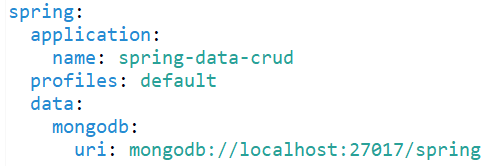 spring:
  application:
    name: spring-data-crud
  profiles: default
  data:
    mongodb:
      uri: mongodb://localhost:27017/spring